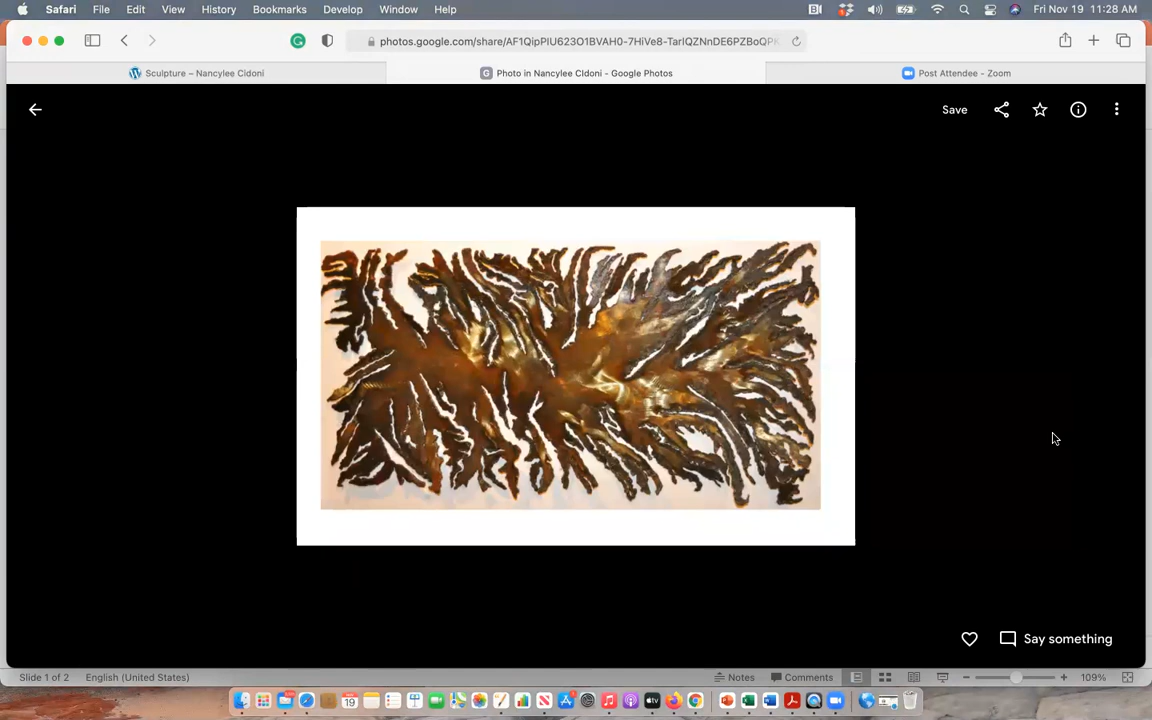 Safari File Edit View History Bookmarks Develop Window Help Fri Nov 19 11:28 AM
Sculpture – Nancylee Cidoni
Photo in Nancylee CIdoni - Google Photos
Post Attendee - Zoom
Save
19
Say something
Slide 1 of 2 English (United States) Notes Comments 109%